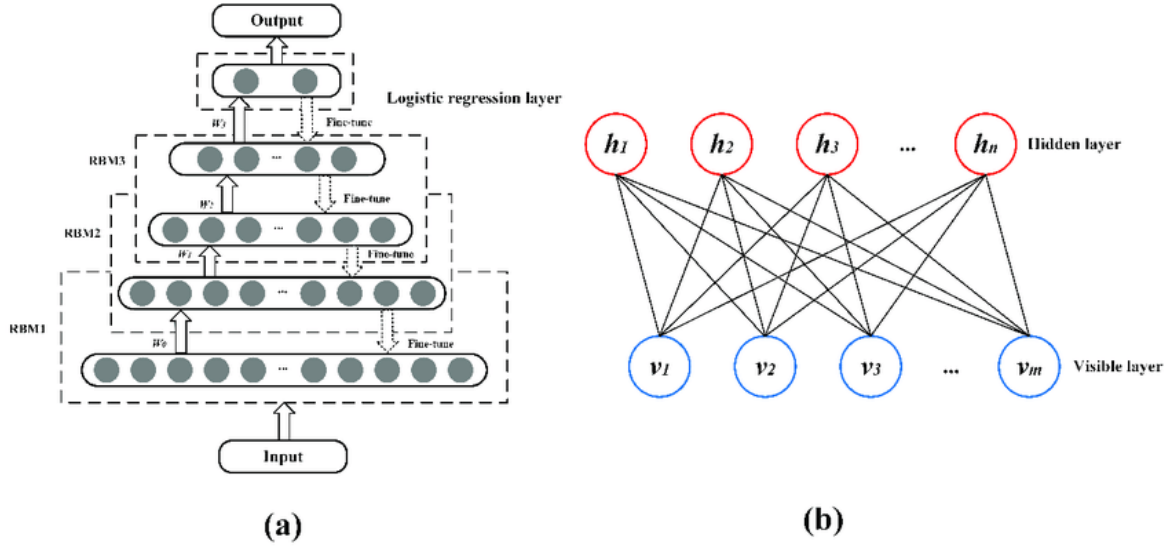 Output
Logistic regression layer
W3
Fine-tune
RBM3
...
W2
Fine-tune
RBM2
...
W1
Fine-tune
...
RBM1
W0
Fine-tune
...
Input
(a)
h1 h2 h3 ... hn Hidden layer
v1 v2 v3 ... vm Visible layer
(b)